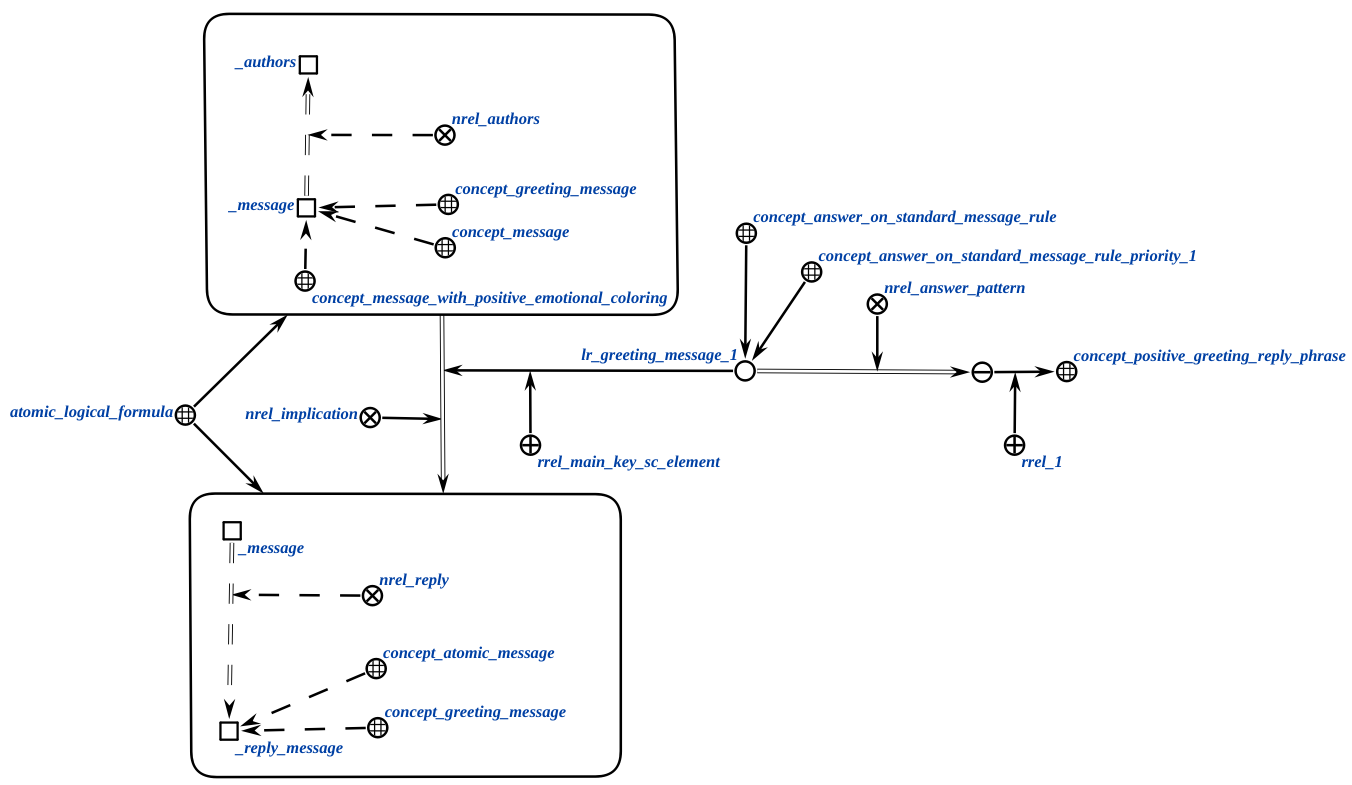 _authors
nrel_authors
concept_greeting_message
_message
concept_message
concept_message_with_positive_emotional_coloring
concept_answer_on_standard_message_rule
concept_answer_on_standard_message_rule_priority_1
nrel_answer_pattern
lr_greeting_message_1
concept_positive_greeting_reply_phrase
atomic_logical_formula
nrel_implication
rrel_main_key_sc_element
rrel_1
_message
nrel_reply
concept_atomic_message
concept_greeting_message
_reply_message